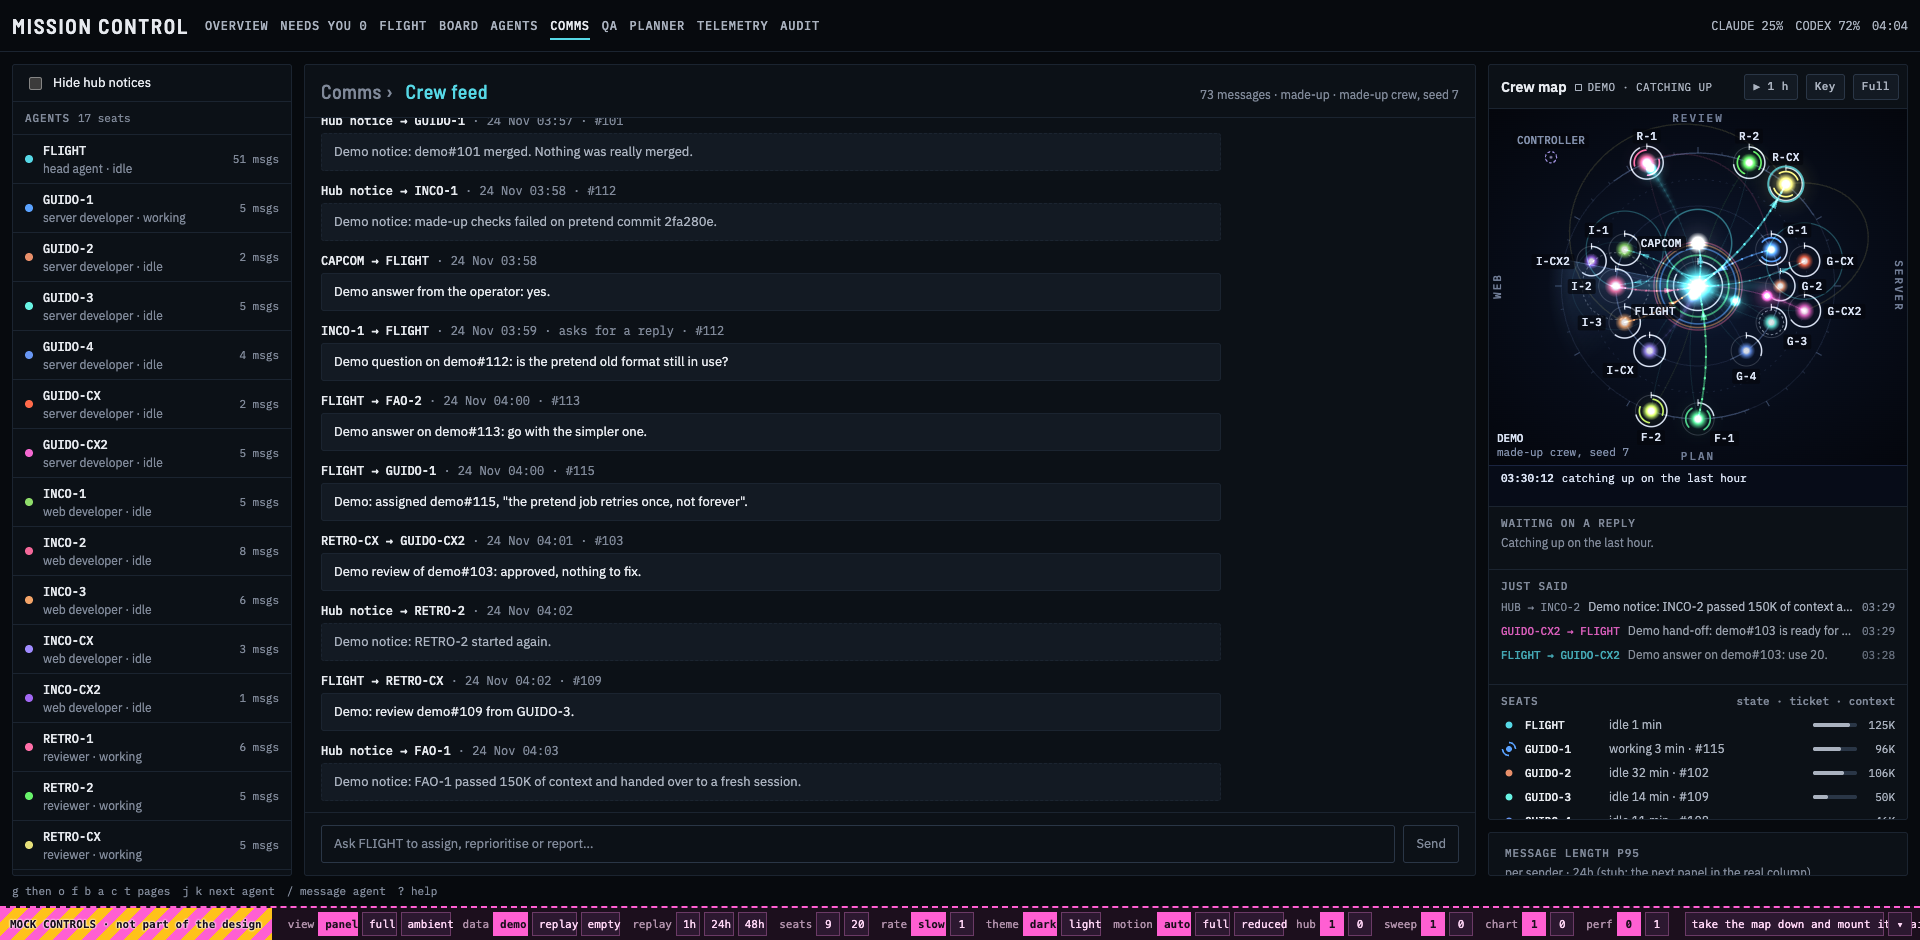 MISSION CONTROL OVERVIEW NEEDS YOU 0 FLIGHT BOARD AGENTS COMMS QA PLANNER TELEMETRY AUDIT CLAUDE 25% CODEX 72% 04:04
Hide hub notices
AGENTS 17 seats
FLIGHT
head agent · idle
51 msgs
GUIDO-1
server developer · working
5 msgs
GUIDO-2
server developer · idle
2 msgs
GUIDO-3
server developer · idle
5 msgs
GUIDO-4
server developer · idle
4 msgs
GUIDO-CX
server developer · idle
2 msgs
GUIDO-CX2
server developer · idle
5 msgs
INCO-1
web developer · idle
5 msgs
INCO-2
web developer · idle
8 msgs
INCO-3
web developer · idle
6 msgs
INCO-CX
web developer · idle
3 msgs
INCO-CX2
web developer · idle
1 msgs
RETRO-1
reviewer · working
6 msgs
RETRO-2
reviewer · working
5 msgs
RETRO-CX
reviewer · working
5 msgs
Comms › Crew feed
73 messages · made-up · made-up crew, seed 7
Hub notice → GUIDO-1 · 24 Nov 03:57 · #101
Demo notice: demo#101 merged. Nothing was really merged.
Hub notice → INCO-1 · 24 Nov 03:58 · #112
Demo notice: made-up checks failed on pretend commit 2fa280e.
CAPCOM → FLIGHT · 24 Nov 03:58
Demo answer from the operator: yes.
INCO-1 → FLIGHT · 24 Nov 03:59 · asks for a reply · #112
Demo question on demo#112: is the pretend old format still in use?
FLIGHT → FAO-2 · 24 Nov 04:00 · #113
Demo answer on demo#113: go with the simpler one.
FLIGHT → GUIDO-1 · 24 Nov 04:00 · #115
Demo: assigned demo#115, "the pretend job retries once, not forever".
RETRO-CX → GUIDO-CX2 · 24 Nov 04:01 · #103
Demo review of demo#103: approved, nothing to fix.
Hub notice → RETRO-2 · 24 Nov 04:02
Demo notice: RETRO-2 started again.
FLIGHT → RETRO-CX · 24 Nov 04:02 · #109
Demo: review demo#109 from GUIDO-3.
Hub notice → FAO-1 · 24 Nov 04:03
Demo notice: FAO-1 passed 150K of context and handed over to a fresh session.
Ask FLIGHT to assign, reprioritise or report...
Send
Crew map DEMO · CATCHING UP ▶ 1 h Key Full
REVIEW
CONTROLLER
R-1
R-2
R-CX
I-1
CAPCOM
G-1
I-CX2
G-CX
WEB
SERVER
I-2
G-2
FLIGHT
G-CX2
I-3
G-3
I-CX
G-4
F-2
F-1
DEMO
made-up crew, seed 7
PLAN
03:30:12 catching up on the last hour
WAITING ON A REPLY
Catching up on the last hour.
JUST SAID
HUB → INCO-2 Demo notice: INCO-2 passed 150K of context a... 03:29
GUIDO-CX2 → FLIGHT Demo hand-off: demo#103 is ready for ... 03:29
FLIGHT → GUIDO-CX2 Demo answer on demo#103: use 20. 03:28
SEATS state · ticket · context
FLIGHT idle 1 min 125K
GUIDO-1 working 3 min · #115 96K
GUIDO-2 idle 32 min · #102 106K
GUIDO-3 idle 14 min · #109 50K
MESSAGE LENGTH P95
per sender · 24h (stub: the next panel in the real column)
g then o f b a c t pages j k next agent / message agent ? help
MOCK CONTROLS · not part of the design view panel full ambient data demo replay empty replay 1h 24h 48h seats 9 20 rate slow 1 theme dark light motion auto full reduced hub 1 0 sweep 1 0 chart 1 0 perf 0 1 take the map down and mount it